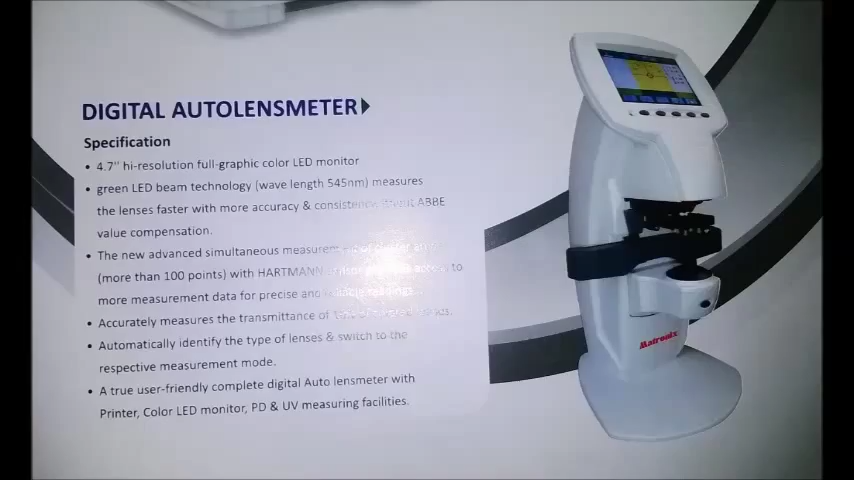 DIGITAL AUTOLENSMETER
Specification
• 4.7" hi-resolution full-graphic color LED monitor
• green LED beam technology (wave length 545nm) measures
the lenses faster with more accuracy & consistency ABBE
value compensation.
• The new advanced simultaneous measurement
(more than 100 points) with HARTMANN to
more measurement data for precise and
• Accurately measures the transmittance of
• Automatically identify the type of lenses & switch to the
respective measurement mode.
• A true user-friendly complete digital Auto lensmeter with
Printer, Color LED monitor, PD & UV measuring facilities.
Matronix